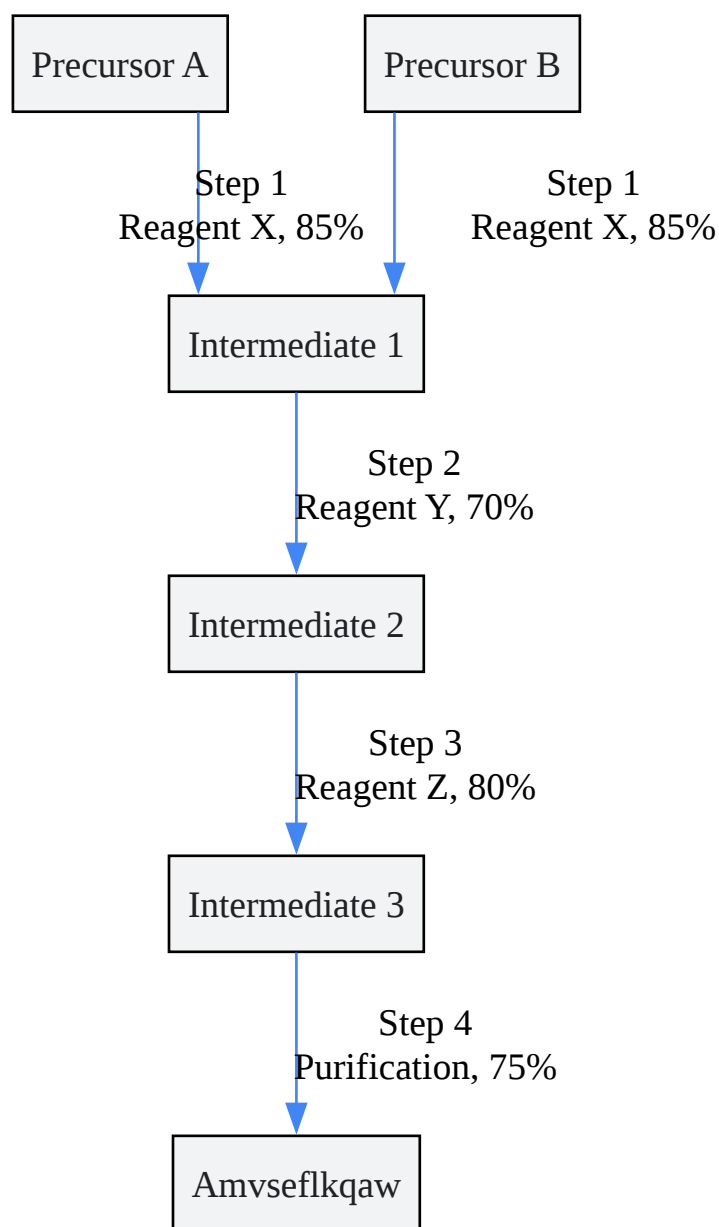 Precursor A
Precursor B
Step 1
Reagent X, 85%
Step 1
Reagent X, 85%
Intermediate 1
Step 2
Reagent Y, 70%
Intermediate 2
Step 3
Reagent Z, 80%
Intermediate 3
Step 4
Purification, 75%
Amvseflkqaw